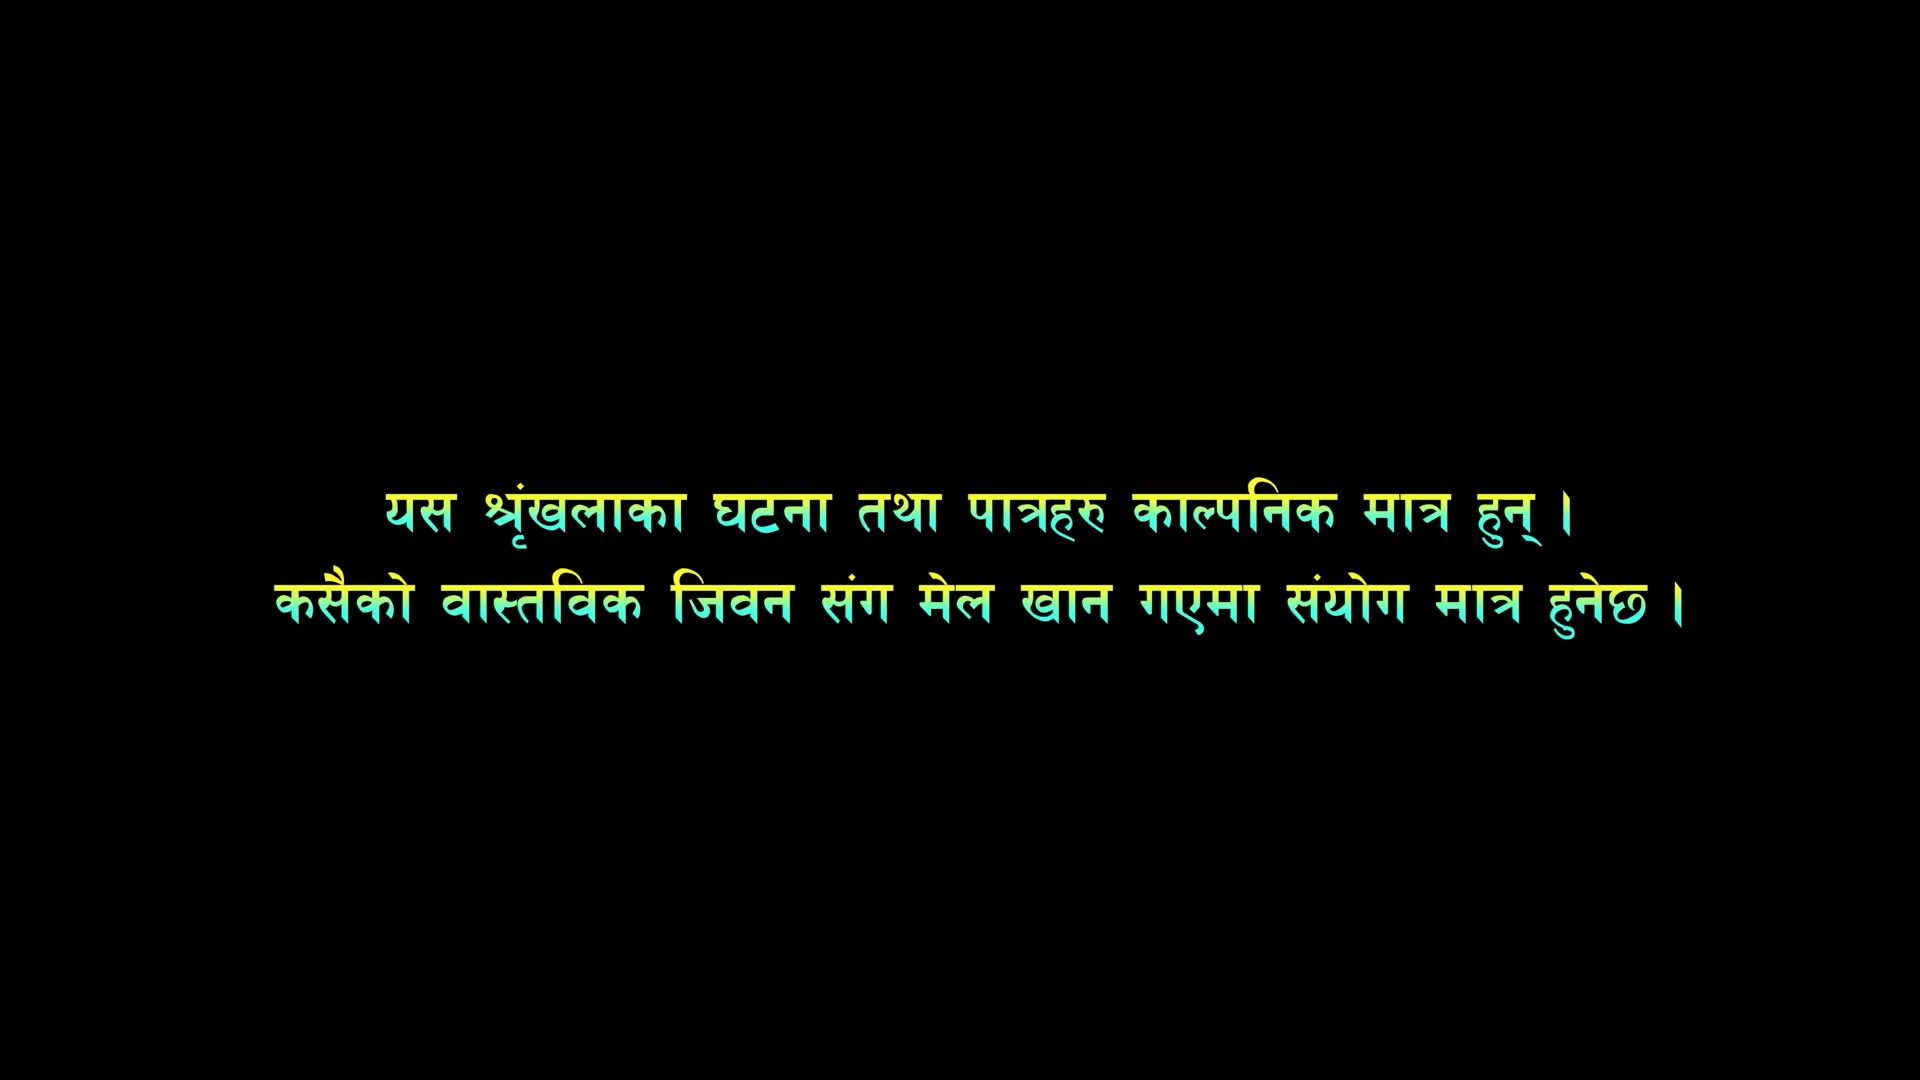 यस श्रृंखलाका घटना तथा पात्रहरु काल्पनिक मात्र हुन् ।
कसैको वास्तविक जिवन संग मेल खान गएमा संयोग मात्र हुनेछ ।